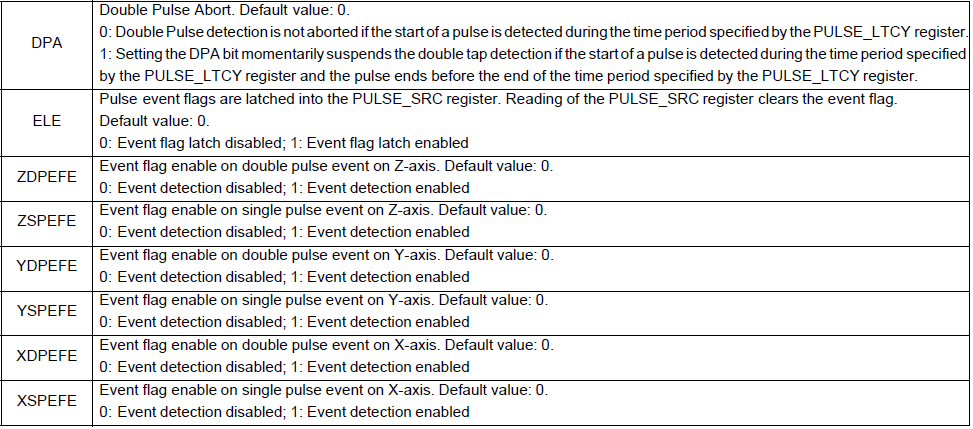 DPA
Double Pulse Abort. Default value: 0.
0: Double Pulse detection is not aborted if the start of a pulse is detected during the time period specified by the PULSE_LTCY register.
1: Setting the DPA bit momentarily suspends the double tap detection if the start of a pulse is detected during the time period specified
by the PULSE_LTCY register and the pulse ends before the end of the time period specified by the PULSE_LTCY register.
ELE
Pulse event flags are latched into the PULSE_SRC register. Reading of the PULSE_SRC register clears the event flag.
Default value: 0.
0: Event flag latch disabled; 1: Event flag latch enabled
ZDPEFE
Event flag enable on double pulse event on Z-axis. Default value: 0.
0: Event detection disabled; 1: Event detection enabled
ZSPEFE
Event flag enable on single pulse event on Z-axis. Default value: 0.
0: Event detection disabled; 1: Event detection enabled
YDPEFE
Event flag enable on double pulse event on Y-axis. Default value: 0.
0: Event detection disabled; 1: Event detection enabled
YSPEFE
Event flag enable on single pulse event on Y-axis. Default value: 0.
0: Event detection disabled; 1: Event detection enabled
XDPEFE
Event flag enable on double pulse event on X-axis. Default value: 0.
0: Event detection disabled; 1: Event detection enabled
XSPEFE
Event flag enable on single pulse event on X-axis. Default value: 0.
0: Event detection disabled; 1: Event detection enabled